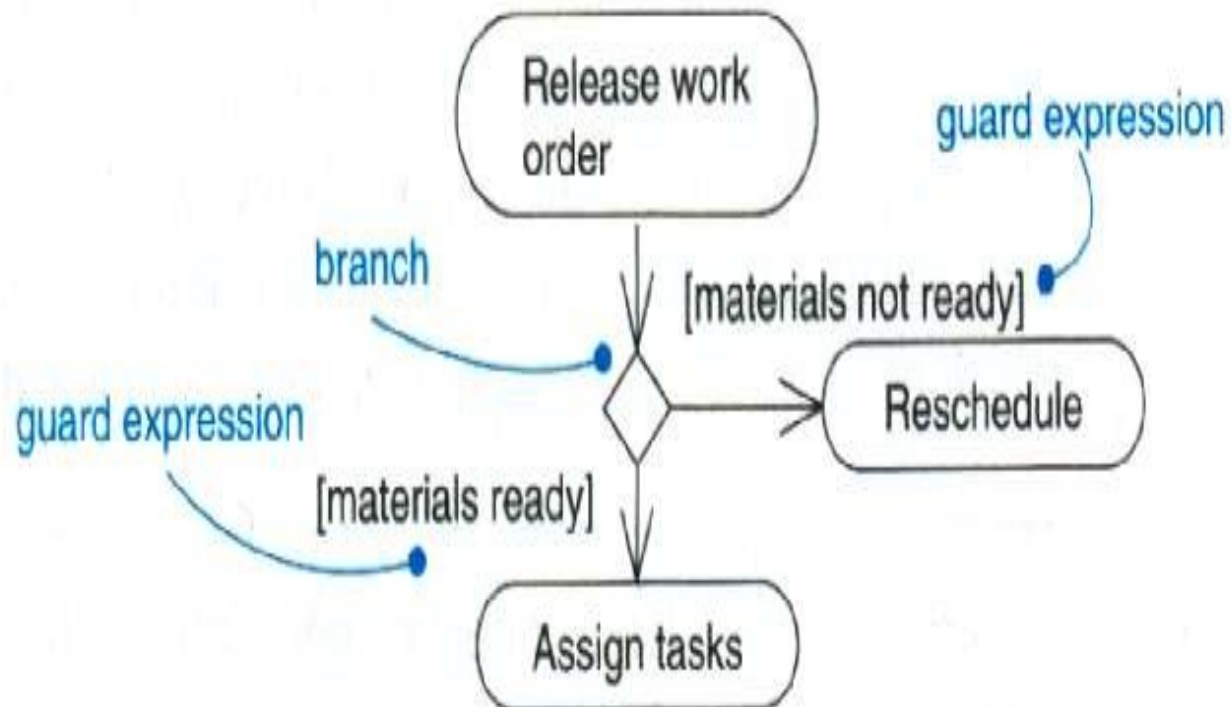 Release work
order
guard expression
branch
[materials not ready]
guard expression
Reschedule
[materials ready]
Assign tasks